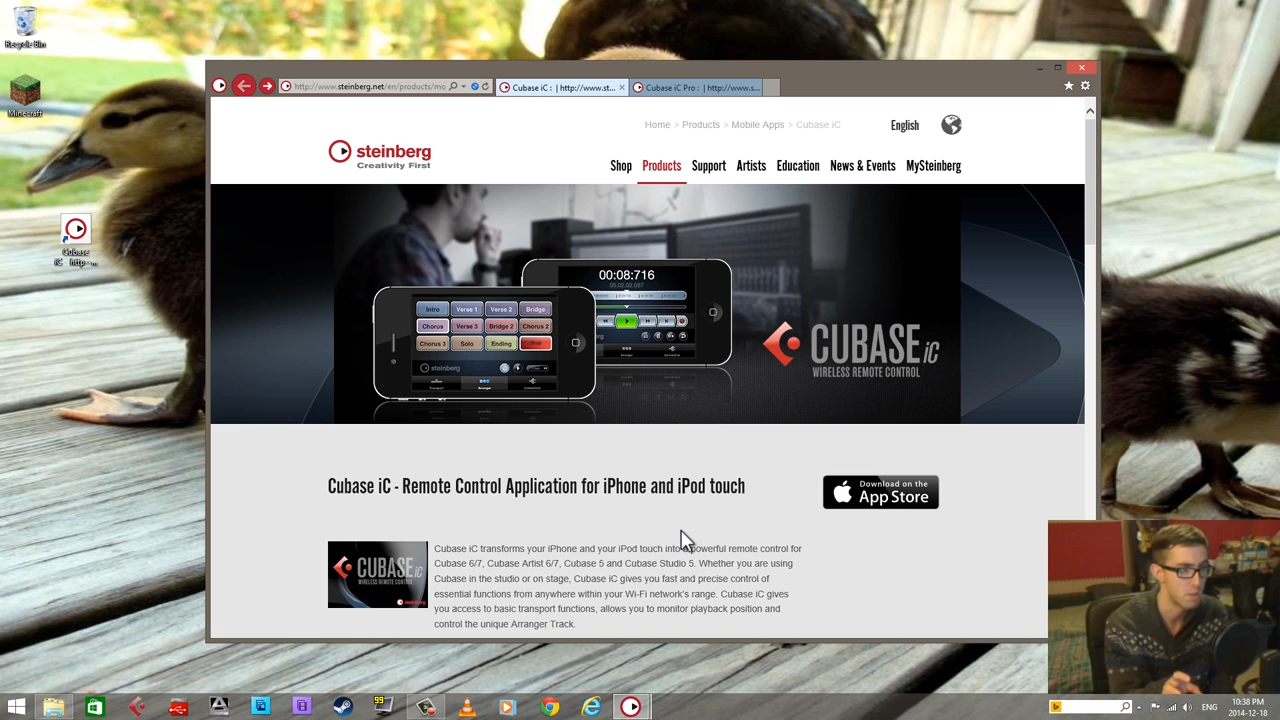 Recycle Bin
Minecraft
Cubase
iC http--...
http://www.steinberg.net/en/products/mo
Cubase iC : | http://www.st...
Cubase iC Pro : | http://www.s...
Home > Products > Mobile Apps > Cubase iC
English
steinberg
Creativity First
Shop Products Support Artists Education News & Events MySteinberg
00:08:716
Intro Verse 1 Verse 2 Bridge
Chorus Verse 3 Bridge 2 Chorus 2
Chorus 3 Solo Ending
steinberg
CUBASE iC
WIRELESS REMOTE CONTROL
Cubase iC - Remote Control Application for iPhone and iPod touch
Download on the
App Store
CUBASE iC
WIRELESS REMOTE CONTROL
steinberg
Cubase iC transforms your iPhone and your iPod touch into powerful remote control for
Cubase 6/7, Cubase Artist 6/7, Cubase 5 and Cubase Studio 5. Whether you are using
Cubase in the studio or on stage, Cubase iC gives you fast and precise control of
essential functions from anywhere within your Wi-Fi network's range. Cubase iC gives
you access to basic transport functions, allows you to monitor playback position and
control the unique Arranger Track.
99
ENG
10:38 PM
2014-12-18